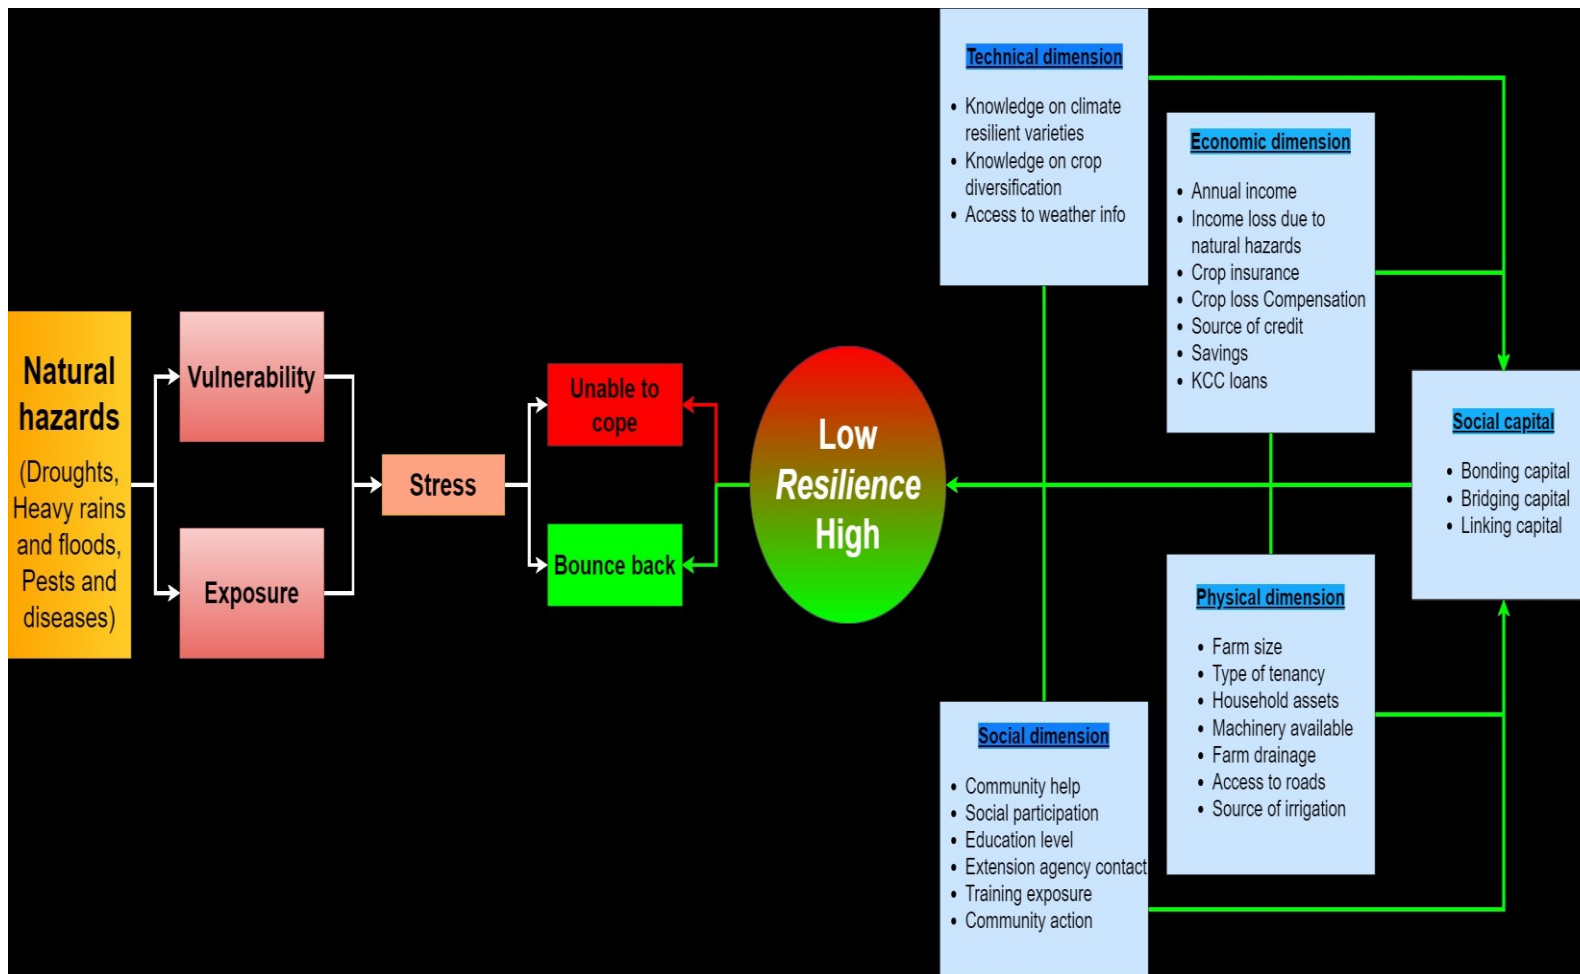 Natural
hazards
(Droughts,
Heavy rains
and floods,
Pests and
diseases)
Vulnerability
Exposure
Stress
Unable to
cope
Bounce back
Low
Resilience
High
Technical dimension
• Knowledge on climate
resilient varieties
• Knowledge on crop
diversification
• Access to weather info
Economic dimension
• Annual income
• Income loss due to
natural hazards
• Crop insurance
• Crop loss Compensation
• Source of credit
• Savings
• KCC loans
Social capital
• Bonding capital
• Bridging capital
• Linking capital
Physical dimension
• Farm size
• Type of tenancy
• Household assets
• Machinery available
• Farm drainage
• Access to roads
• Source of irrigation
Social dimension
• Community help
• Social participation
• Education level
• Extension agency contact
• Training exposure
• Community action